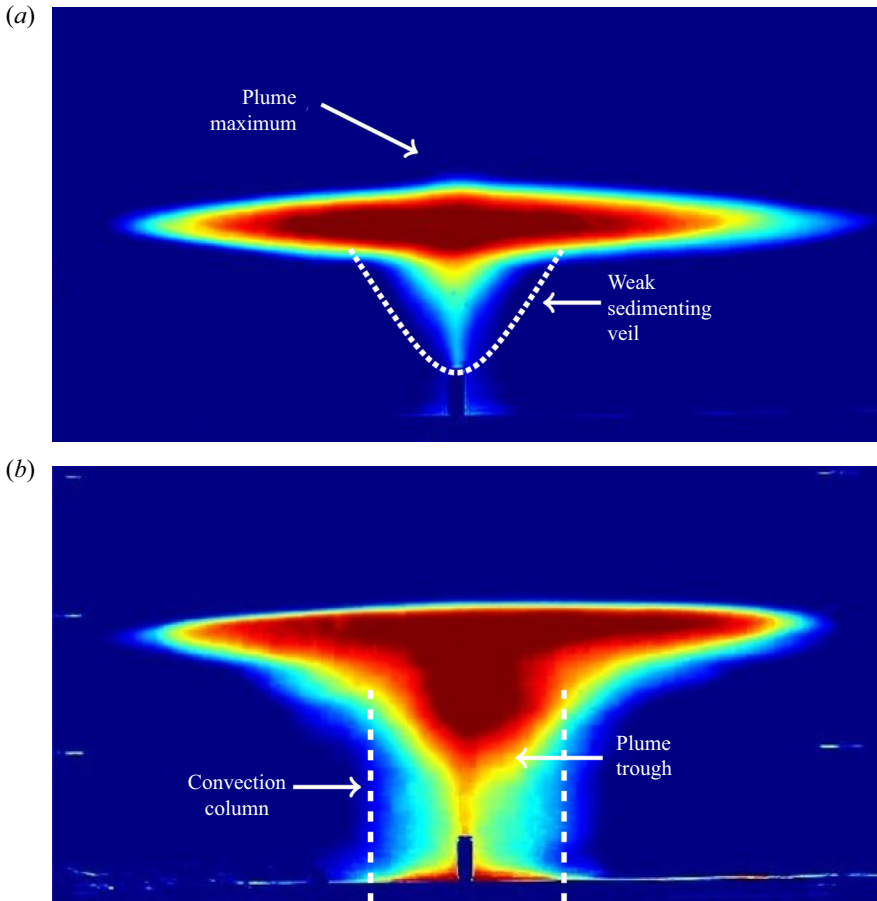 (a)
Plume
maximum
Weak
sedimenting
veil
(b)
Plume
trough
Convection
column